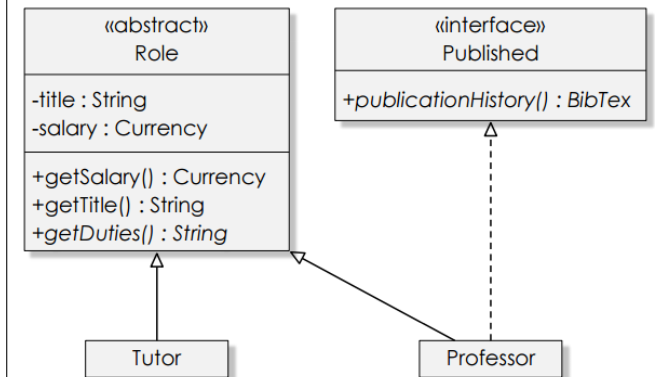 «abstract»
Role
-title : String
-salary : Currency
+getSalary() : Currency
+getTitle() : String
+getDuties() : String
«interface»
Published
+publicationHistory() : BibTex
Tutor
Professor